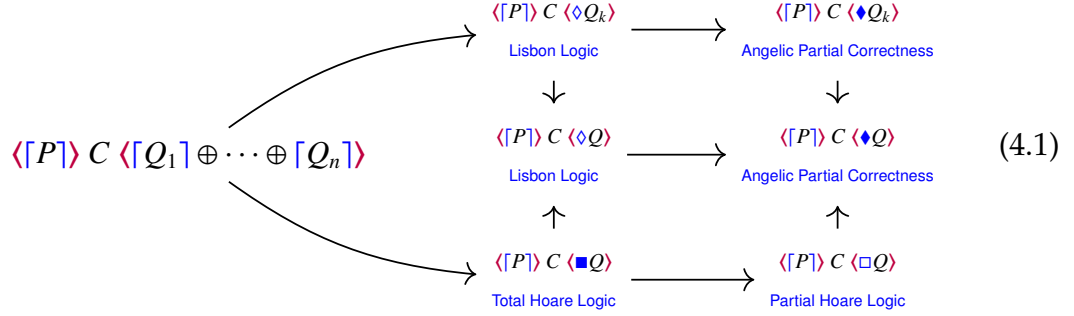 ⟨⌈P⌉⟩ C ⟨◊Q_k⟩ ⟨⌈P⌉⟩ C ⟨♦Q_k⟩
Lisbon Logic Angelic Partial Correctness
⟨⌈P⌉⟩ C ⟨⌈Q_1⌉ ⊕ ⋯ ⊕ ⌈Q_n⌉⟩ ⟨⌈P⌉⟩ C ⟨◊Q⟩ ⟨⌈P⌉⟩ C ⟨♦Q⟩ (4.1)
Lisbon Logic Angelic Partial Correctness
⟨⌈P⌉⟩ C ⟨■Q⟩ ⟨⌈P⌉⟩ C ⟨□Q⟩
Total Hoare Logic Partial Hoare Logic